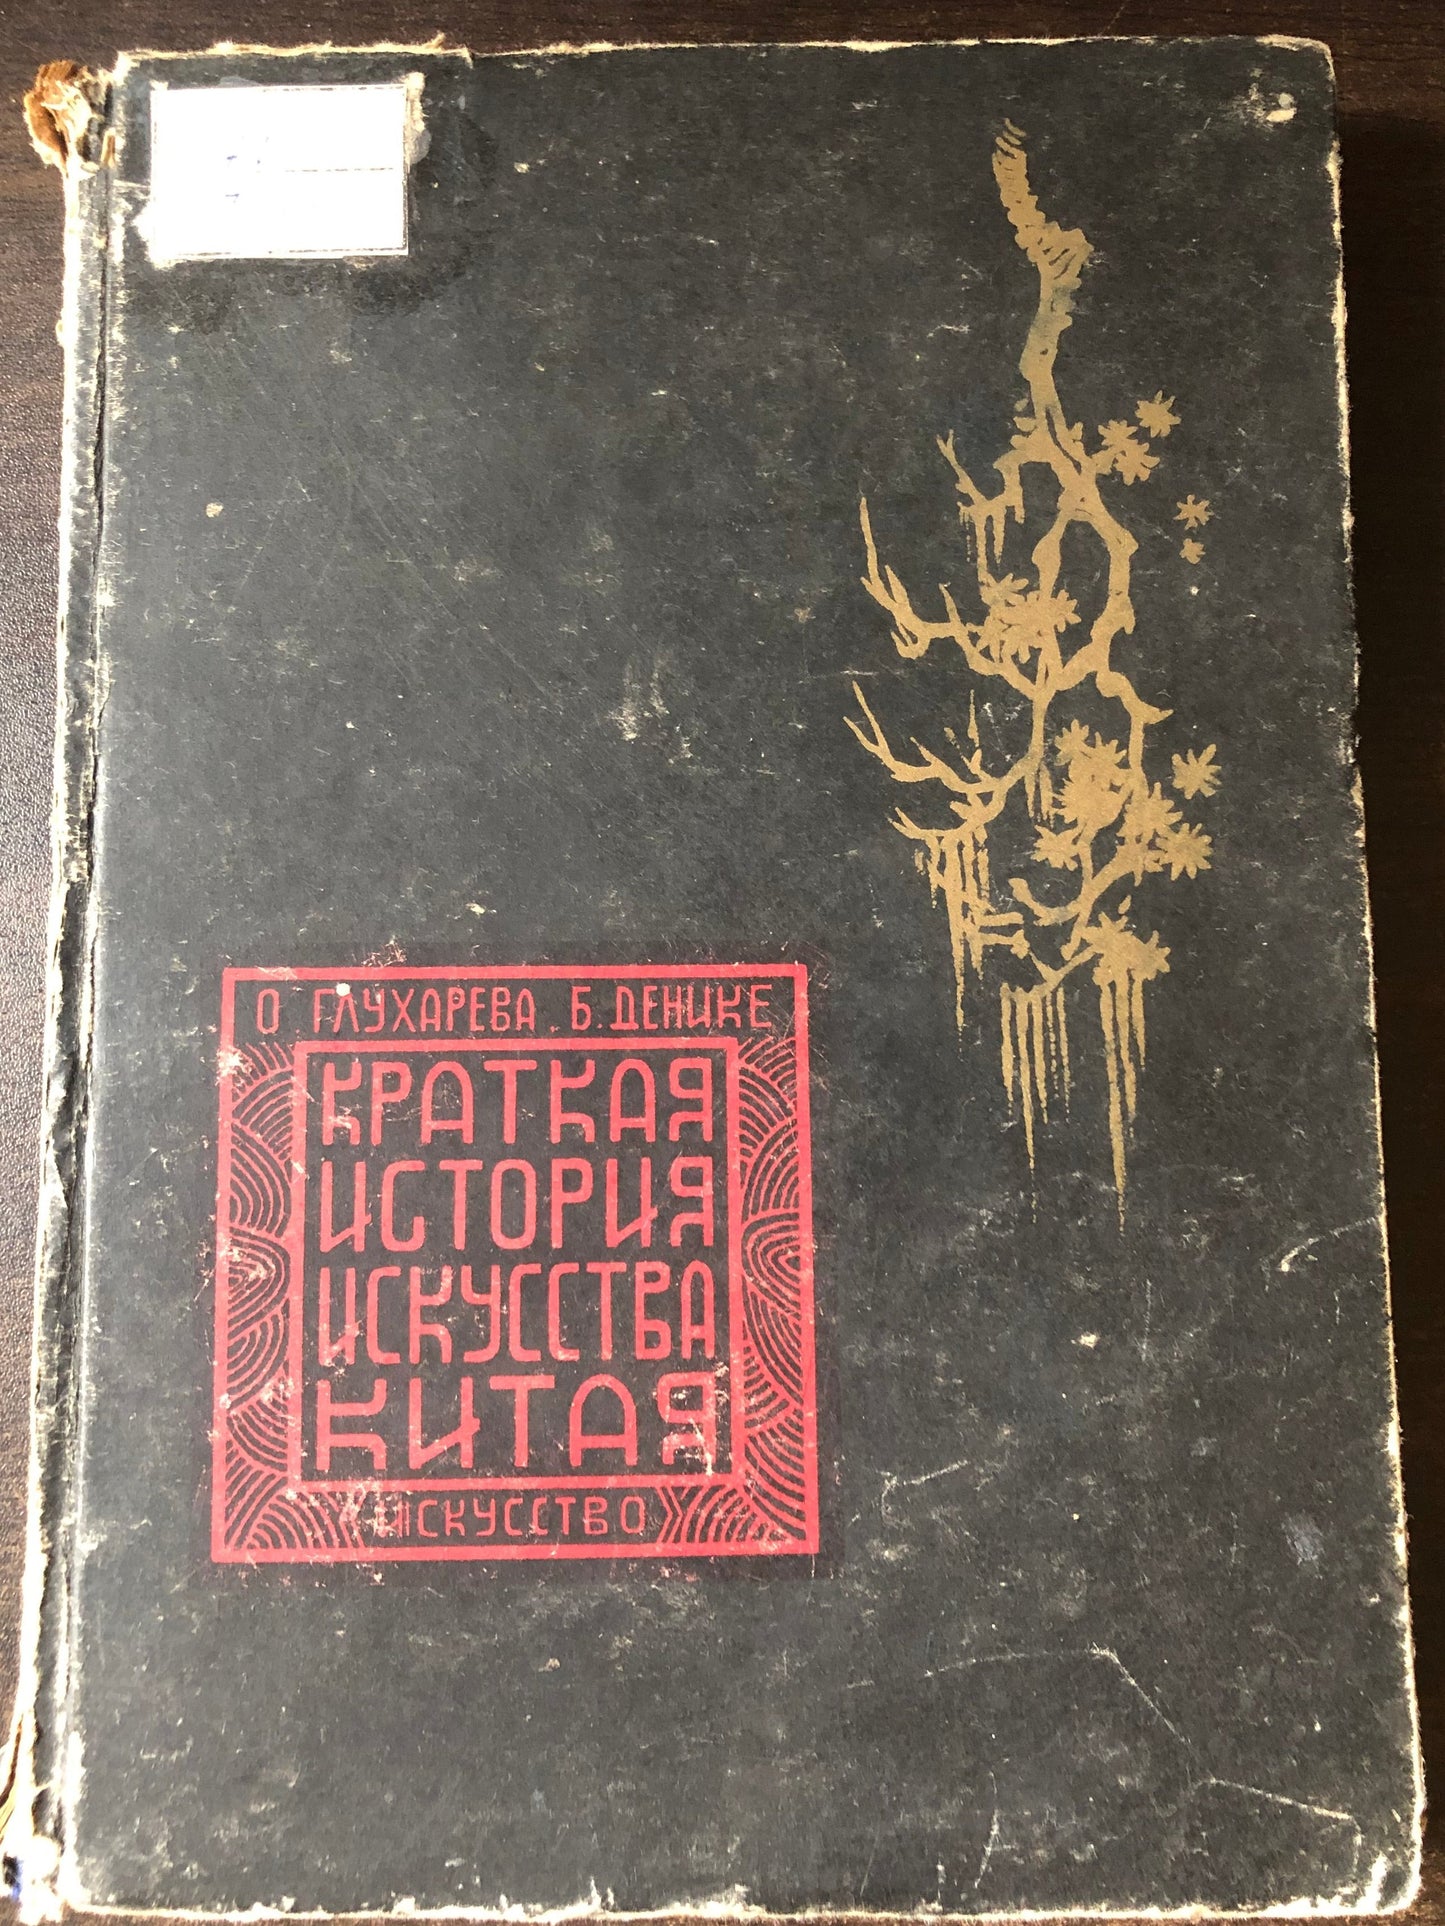 О. ГЛУХАРЕВА. Б. ДЕНИКЕ
КРАТКАЯ
ИСТОРИЯ
ИСКУССТВА
КИТАЯ
ИСКУССТВО